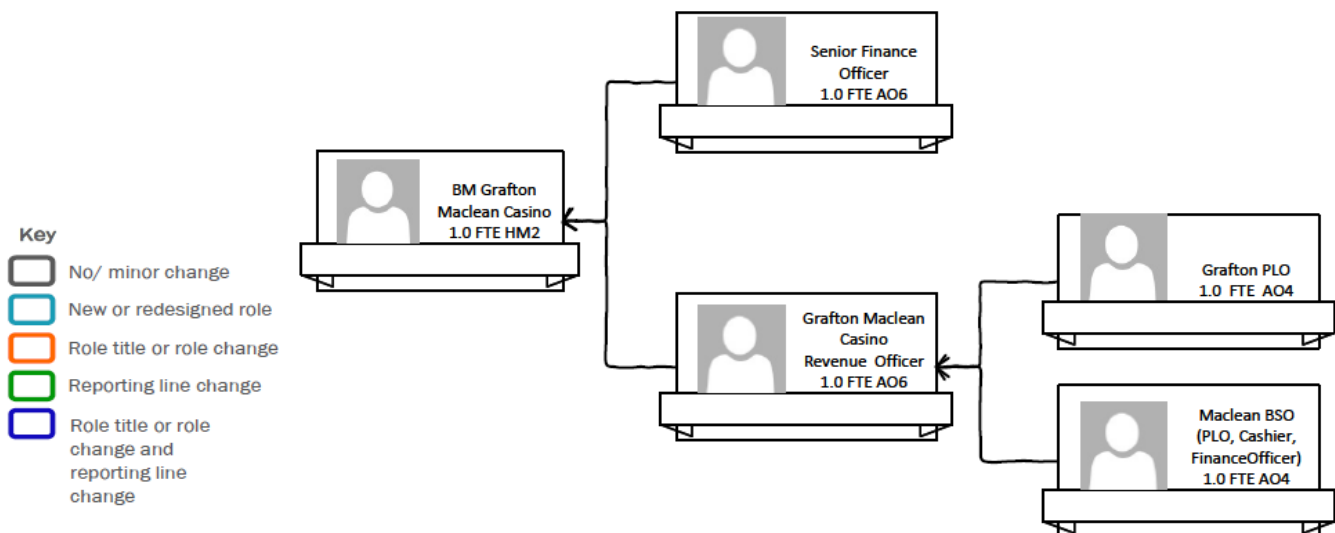 Senior Finance
Officer
1.0 FTE AO6
BM Grafton
Maclean Casino
1.0 FTE HM2
Key
No/ minor change
New or redesigned role
Role title or role change
Reporting line change
Role title or role
change and
reporting line
change
Grafton Maclean
Casino
Revenue Officer
1.0 FTE AO6
Grafton PLO
1.0 FTE AO4
Maclean BSO
(PLO, Cashier,
FinanceOfficer)
1.0 FTE AO4